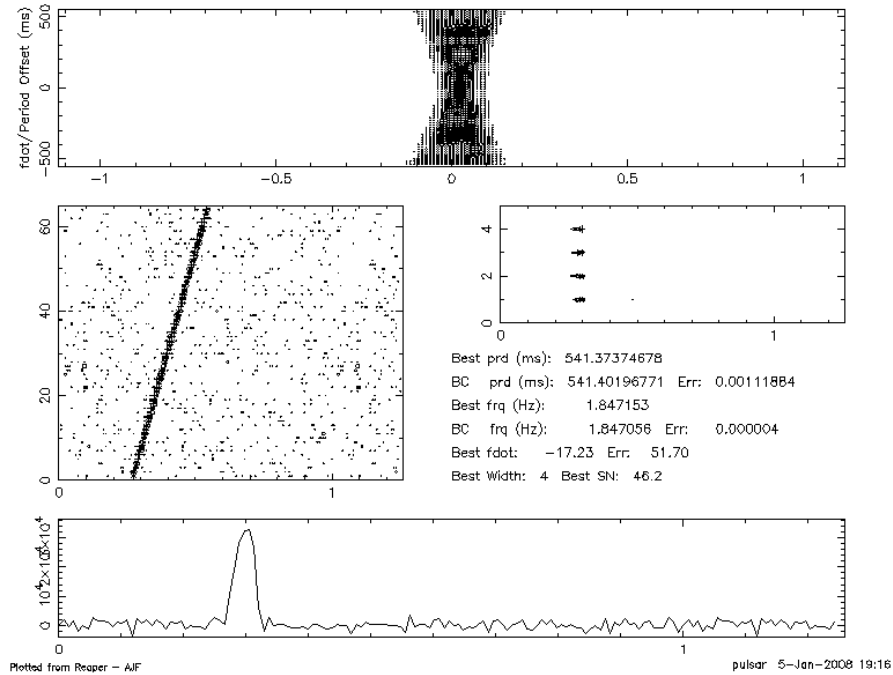 fdot/Period Offset (ms)
500
0
−500
−1 −0.5 0 0.5 1
60
40
20
0
0 1
4
2
0
0 1
Best prd (ms): 541.37374678
BC prd (ms): 541.40196771 Err: 0.00111884
Best frq (Hz): 1.847153
BC frq (Hz): 1.847056 Err: 0.000004
Best fdot: −17.23 Err: 51.70
Best Width: 4 Best SN: 46.2
0
0 1
Plotted from Reaper − AJF
pulsar 5−Jan−2008 19:16